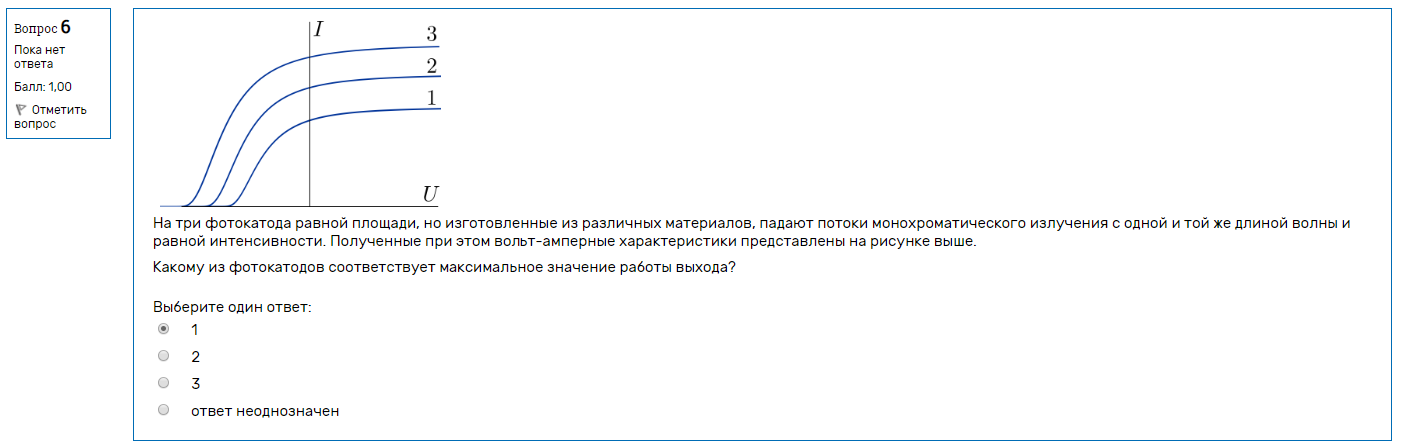 Вопрос 6
Пока нет
ответа
Балл: 1,00
Отметить
вопрос
I
3
2
1
U
На три фотокатода равной площади, но изготовленные из различных материалов, падают потоки монохроматического излучения с одной и той же длиной волны и
равной интенсивности. Полученные при этом вольт-амперные характеристики представлены на рисунке выше.
Какому из фотокатодов соответствует максимальное значение работы выхода?
Выберите один ответ:
1
2
3
ответ неоднозначен